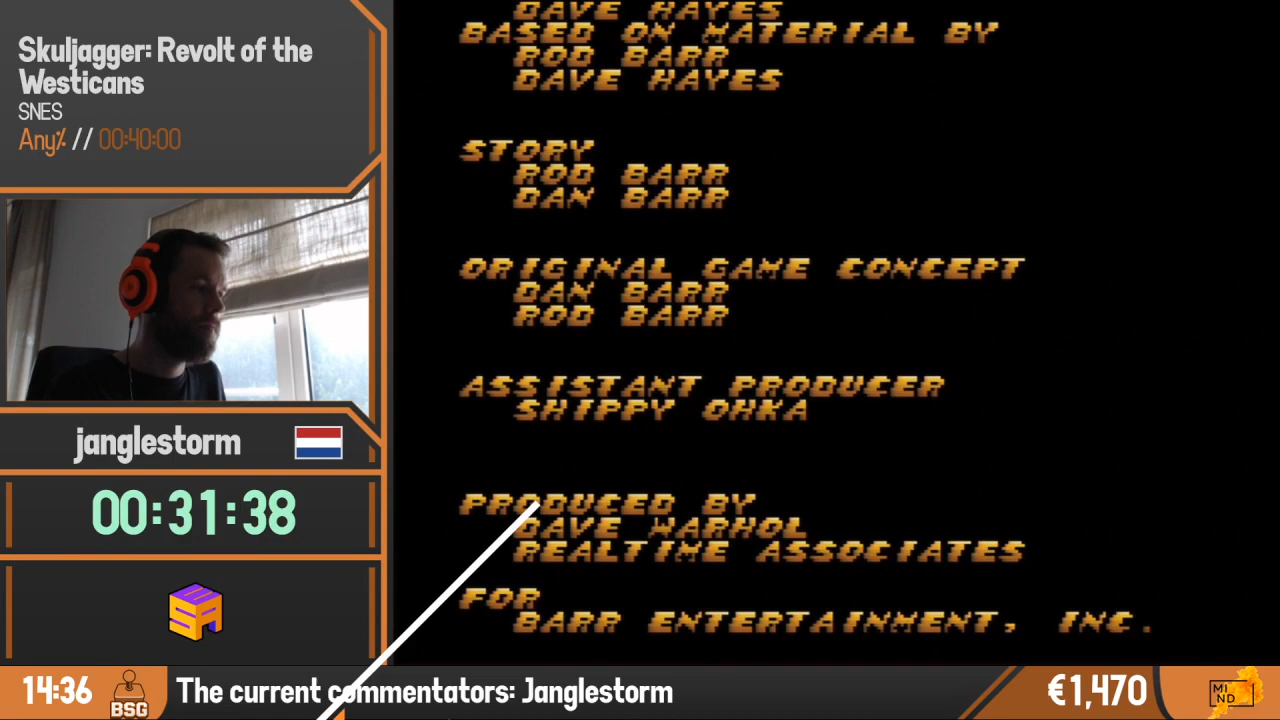 Skuljagger: Revolt of the
Westicans
SNES
Any% // 00:40:00
janglestorm
00:31:38
DAVE HAYES
BASED ON MATERIAL BY
ROD BARR
DAVE HAYES
STORY
ROD BARR
DAN BARR
ORIGINAL GAME CONCEPT
DAN BARR
ROD BARR
ASSISTANT PRODUCER
SHIPPY OHKA
PRODUCED BY
DAVE WARHOL
REALTIME ASSOCIATES
FOR
BARR ENTERTAINMENT, INC.
14:36
BSG
The current commentators: Janglestorm
€1,470
MI
ND